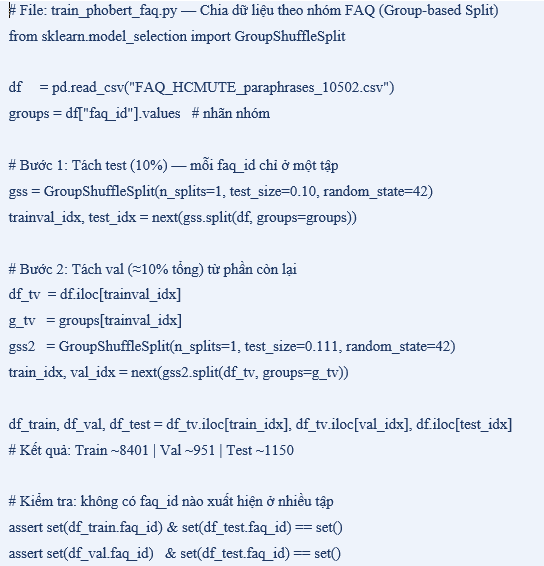 # File: train_phobert_faq.py — Chia dữ liệu theo nhóm FAQ (Group-based Split)
from sklearn.model_selection import GroupShuffleSplit
df = pd.read_csv("FAQ_HCMUTE_paraphrases_10502.csv")
groups = df["faq_id"].values # nhãn nhóm
# Bước 1: Tách test (10%) — mỗi faq_id chỉ ở một tập
gss = GroupShuffleSplit(n_splits=1, test_size=0.10, random_state=42)
trainval_idx, test_idx = next(gss.split(df, groups=groups))
# Bước 2: Tách val (≈10% tổng) từ phần còn lại
df_tv = df.iloc[trainval_idx]
g_tv = groups[trainval_idx]
gss2 = GroupShuffleSplit(n_splits=1, test_size=0.111, random_state=42)
train_idx, val_idx = next(gss2.split(df_tv, groups=g_tv))
df_train, df_val, df_test = df_tv.iloc[train_idx], df_tv.iloc[val_idx], df.iloc[test_idx]
# Kết quả: Train ~8401 | Val ~951 | Test ~1150
# Kiểm tra: không có faq_id nào xuất hiện ở nhiều tập
assert set(df_train.faq_id) & set(df_test.faq_id) == set()
assert set(df_val.faq_id) & set(df_test.faq_id) == set()